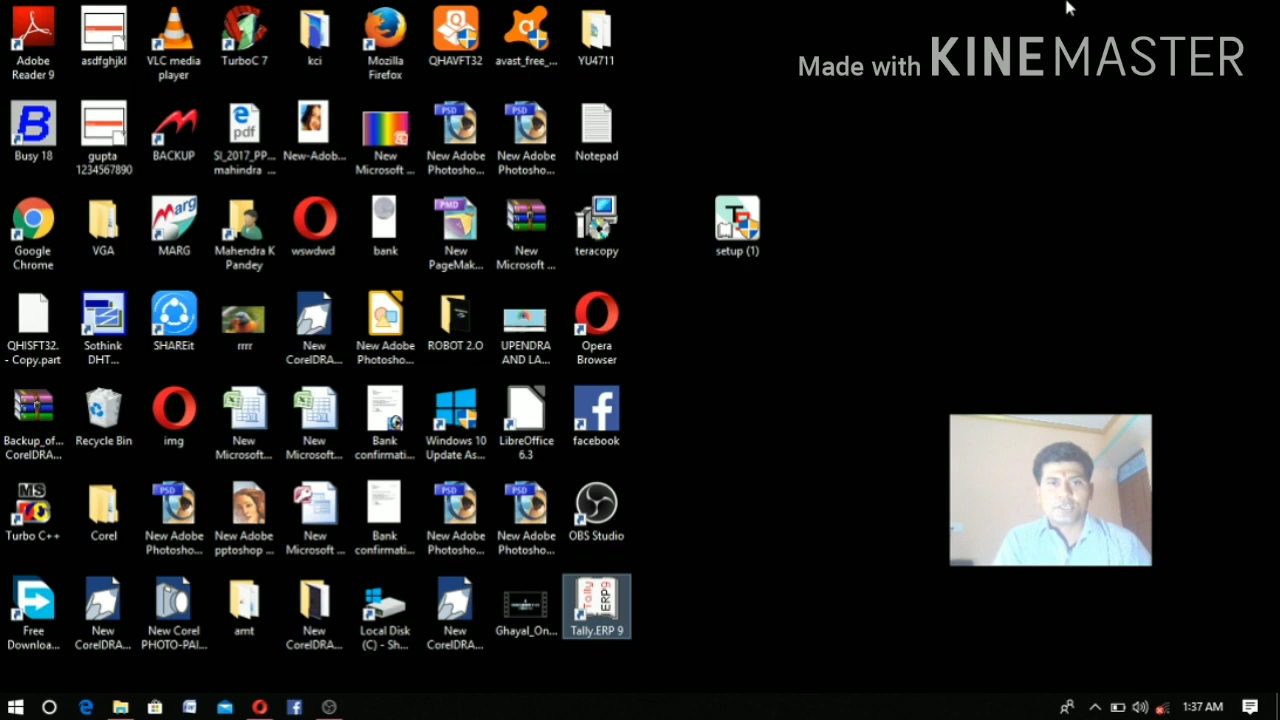 Made with KINEMASTER
Adobe
Reader 9
asdfghjkl
VLC media
player
TurboC 7
kci
Mozilla
Firefox
QHAVFT32
avast_free_...
YU4711
Busy 18
gupta
1234567890
BACKUP
SI_2017_PP...
mahindra ...
New-Adob...
New
Microsoft ...
New Adobe
Photosho...
New Adobe
Photosho...
Notepad
Google
Chrome
VGA
MARG
Mahendra K
Pandey
wswdwd
bank
New
PageMak...
New
Microsoft ...
teracopy
setup (1)
QHISFT32.
- Copy.part
Sothink
DHT...
SHAREit
rrrr
New
CorelDRA...
New Adobe
Photosho...
ROBOT 2.O
UPENDRA
AND LA...
Opera
Browser
Backup_of...
CorelDRA...
Recycle Bin
img
New
Microsoft...
New
Microsoft...
Bank
confirmati...
Windows 10
Update As...
LibreOffice
6.3
facebook
Turbo C++
Corel
New Adobe
Photosho...
New Adobe
pptoshop ...
New
Microsoft ...
Bank
confirmati...
New Adobe
Photosho...
New Adobe
Photosho...
OBS Studio
Free
Downloa...
New
CorelDRA...
New Corel
PHOTO-PAI...
amt
New
CorelDRA...
Local Disk
(C) - Sh...
New
CorelDRA...
Ghayal_On...
Tally.ERP 9
1:37 AM